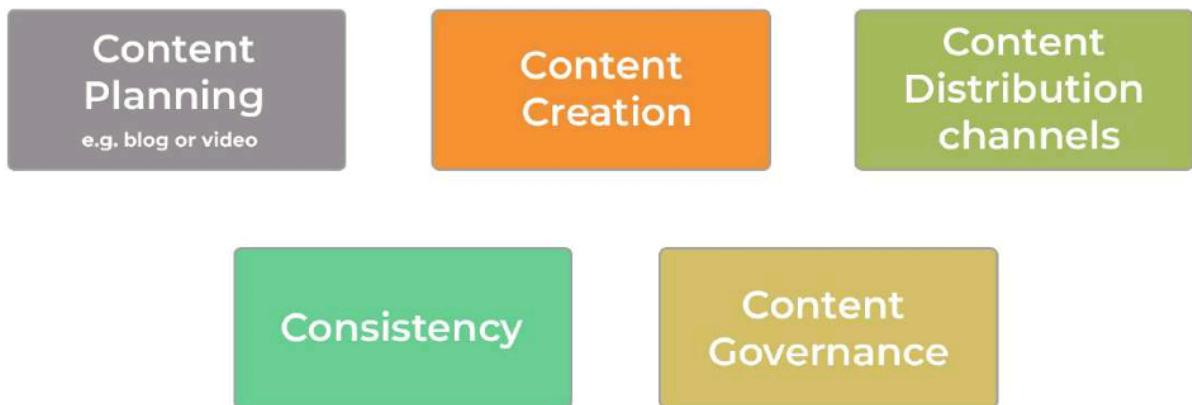 Content
Planning
e.g. blog or video
Content
Creation
Content
Distribution
channels
Consistency
Content
Governance